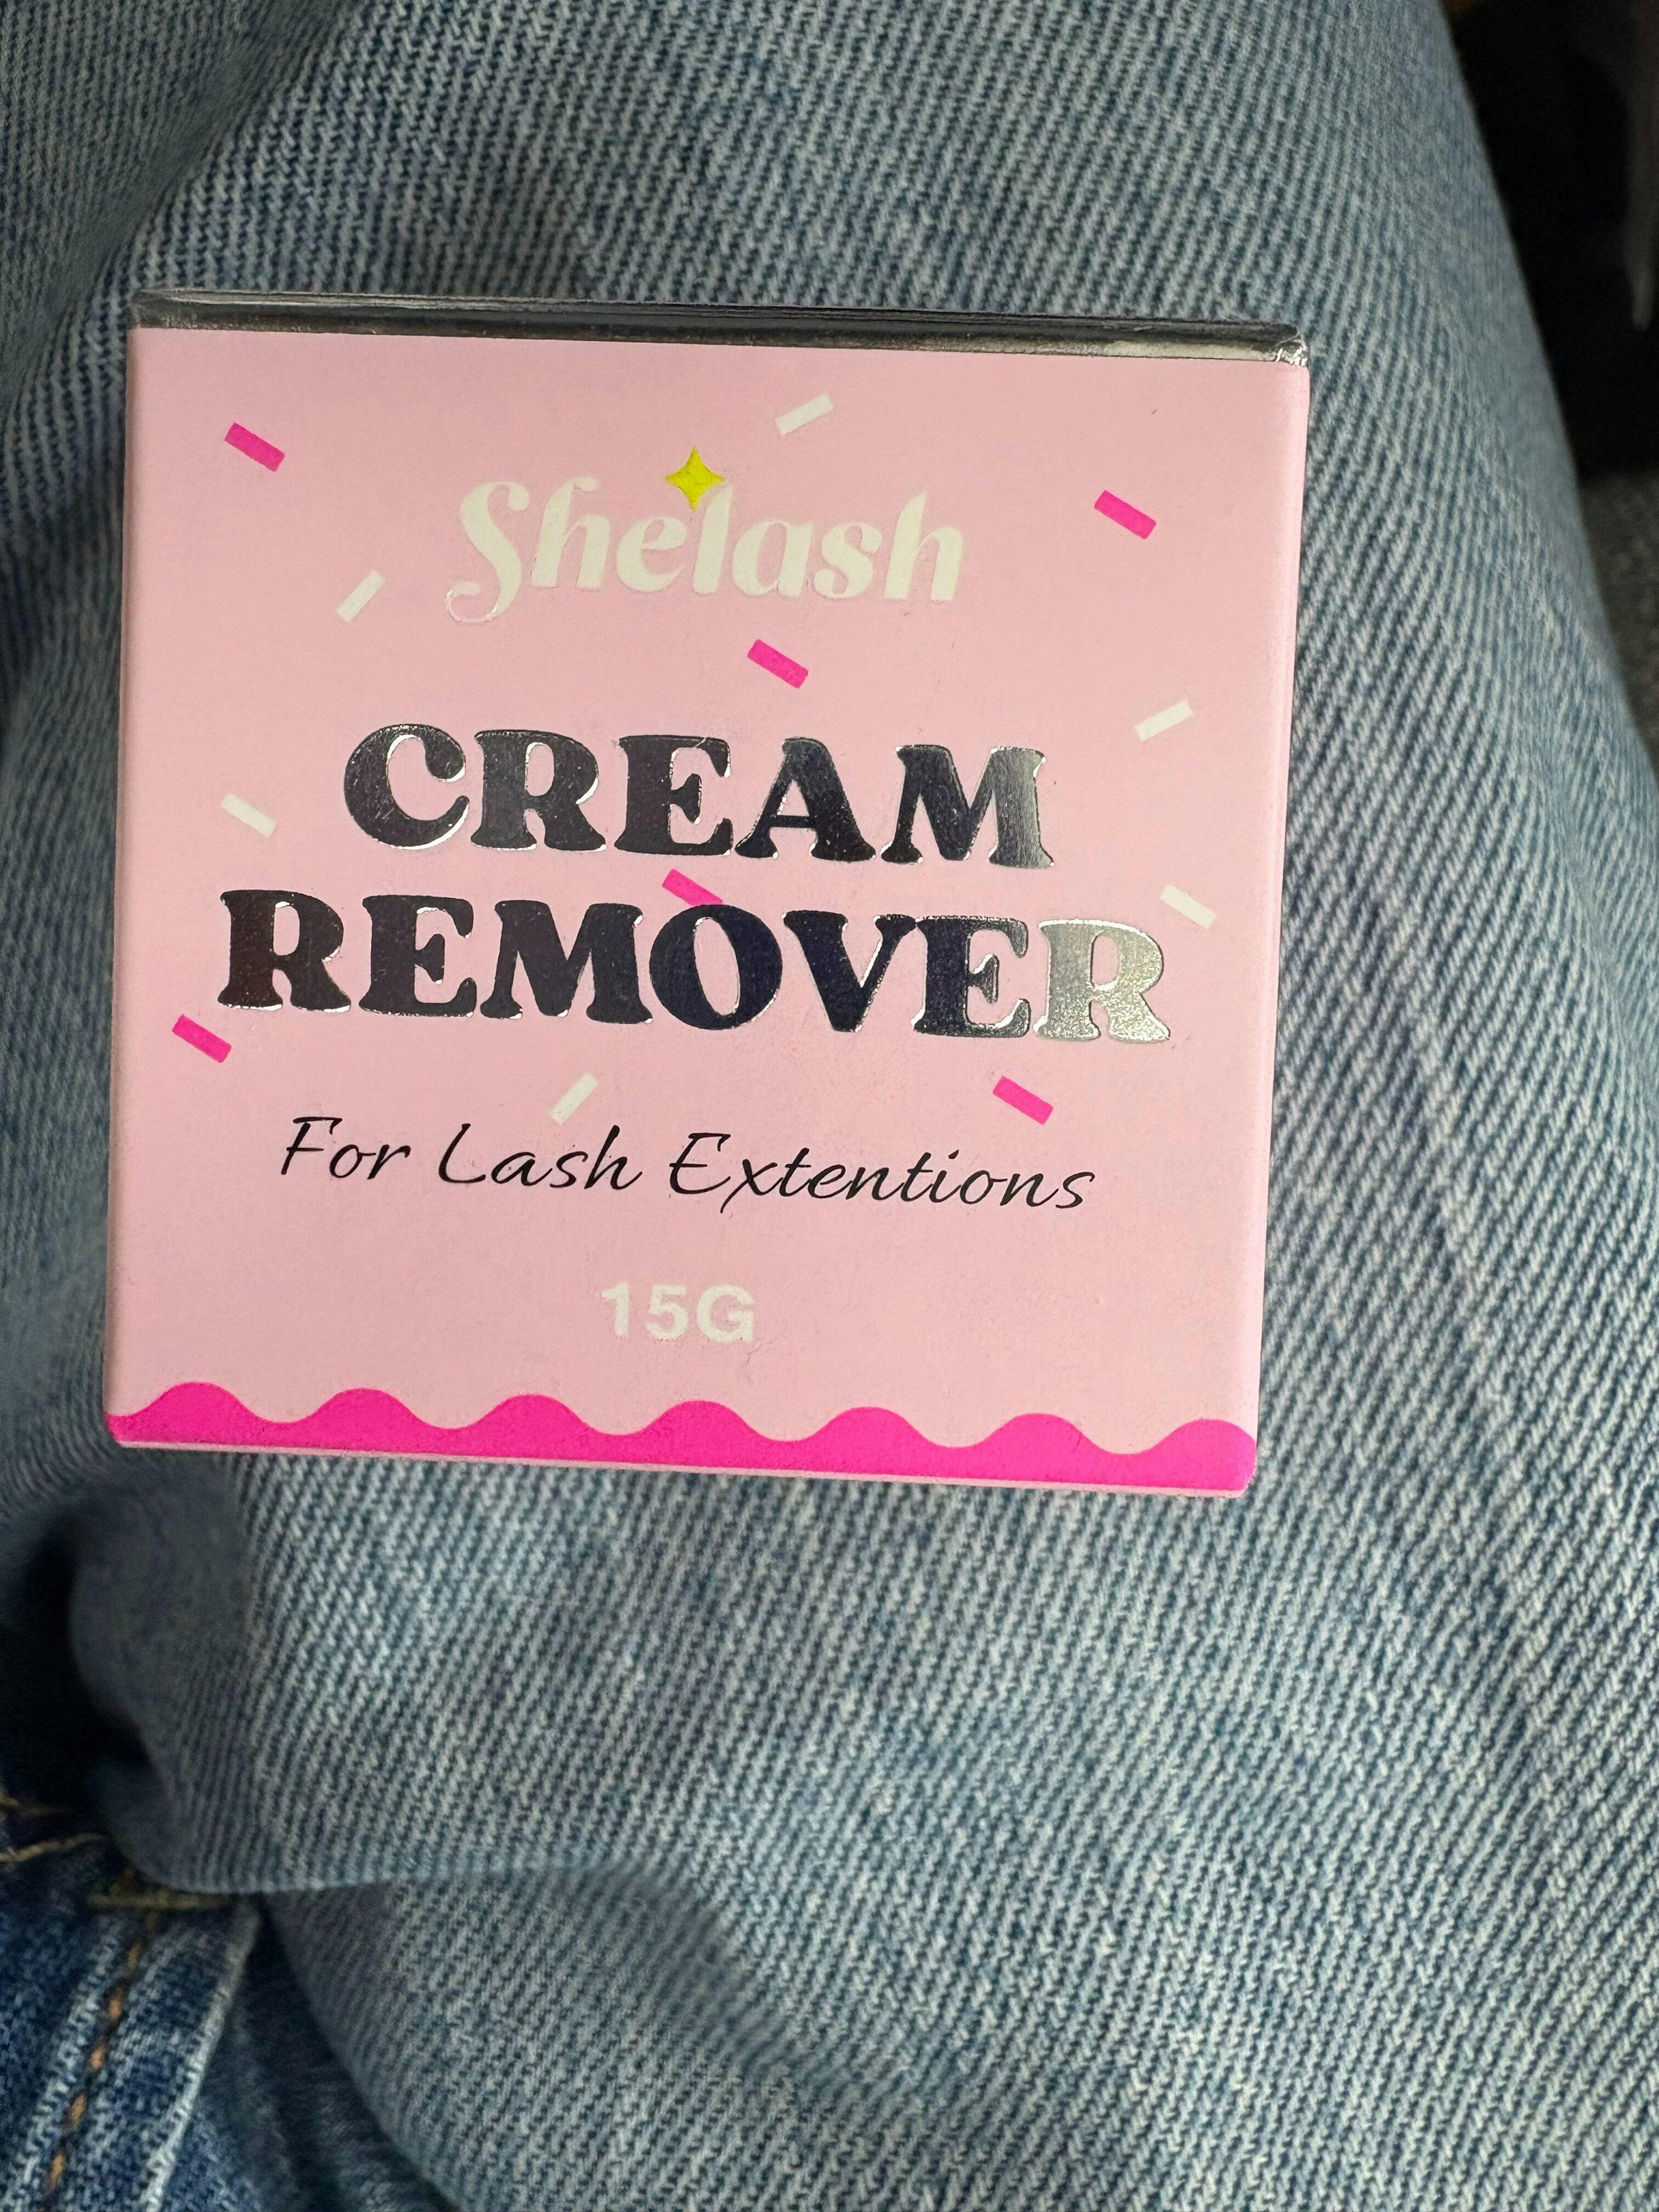 Shelash
CREAM
REMOVER
For Lash Extentions
15G